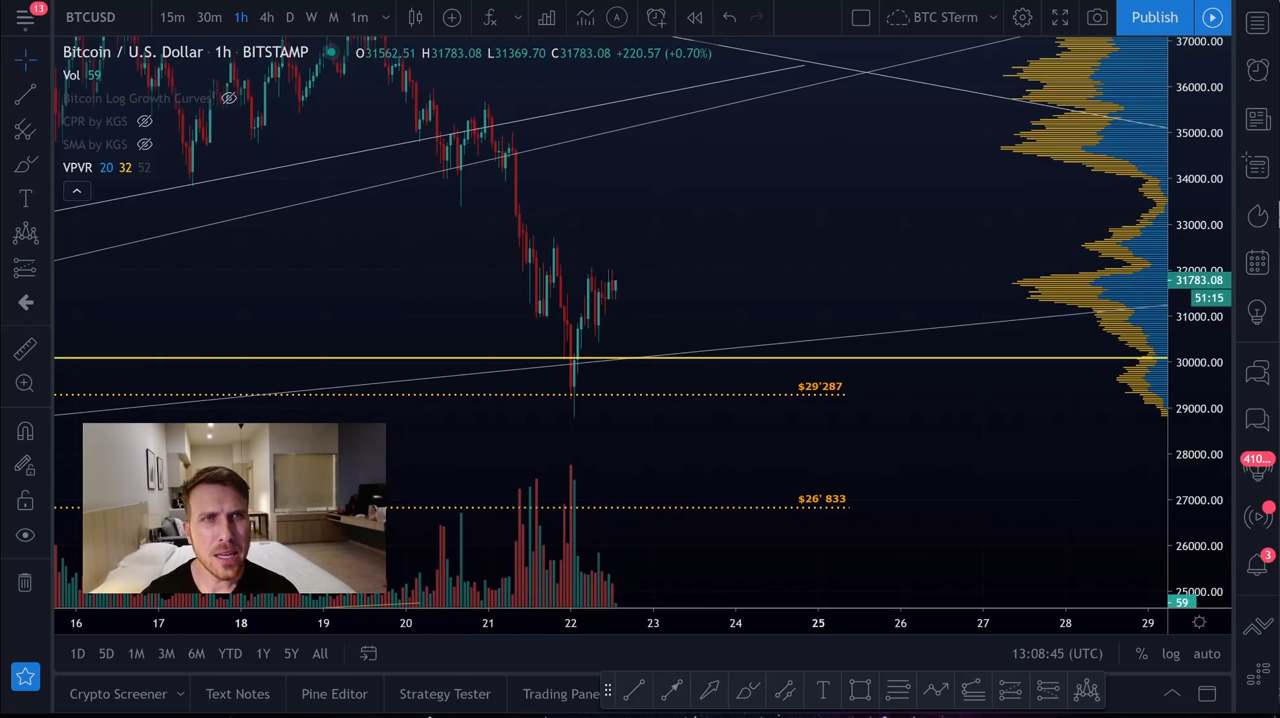 13
BTCUSD 15m 30m 1h 4h D W M 1m BTC STerm Publish
Bitcoin / U.S. Dollar · 1h · BITSTAMP O31562.51 H31783.08 L31369.70 C31783.08 +220.57 (+0.70%)
Vol 59
Bitcoin Log Growth Curves
CPR by KGS
SMA by KGS
VPVR 20 32 52
37000.00
36000.00
35000.00
34000.00
33000.00
32000.00
31783.08
51:15
31000.00
30000.00
29000.00
28000.00
27000.00
26000.00
25000.00
59
$29'287
$26' 833
410...
3
16 17 18 19 20 21 22 23 24 25 26 27 28 29
1D 5D 1M 3M 6M YTD 1Y 5Y All 13:08:45 (UTC) % log auto
Crypto Screener Text Notes Pine Editor Strategy Tester Trading Pane